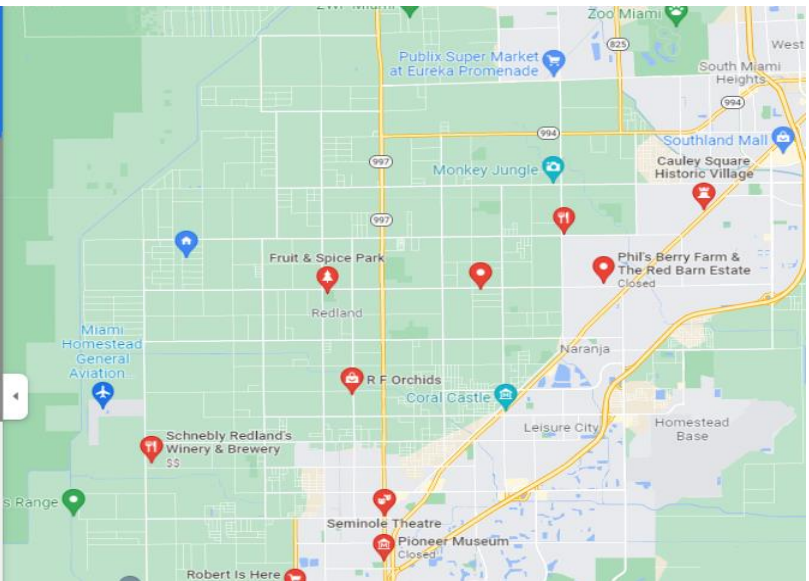 Zoo Miami
825
West
Publix Super Market
at Eureka Promenade
South Miami
Heights
994
994
Southland Mall
997
Monkey Jungle
Cauley Square
Historic Village
997
Fruit & Spice Park
Phil's Berry Farm &
The Red Barn Estate
Closed
Redland
Miami
Homestead
General
Aviation...
Naranja
R F Orchids
Coral Castle
Leisure City
Homestead
Base
Schnebly Redland's
Winery & Brewery
$$
s Range
Seminole Theatre
Pioneer Museum
Closed
Robert Is Here